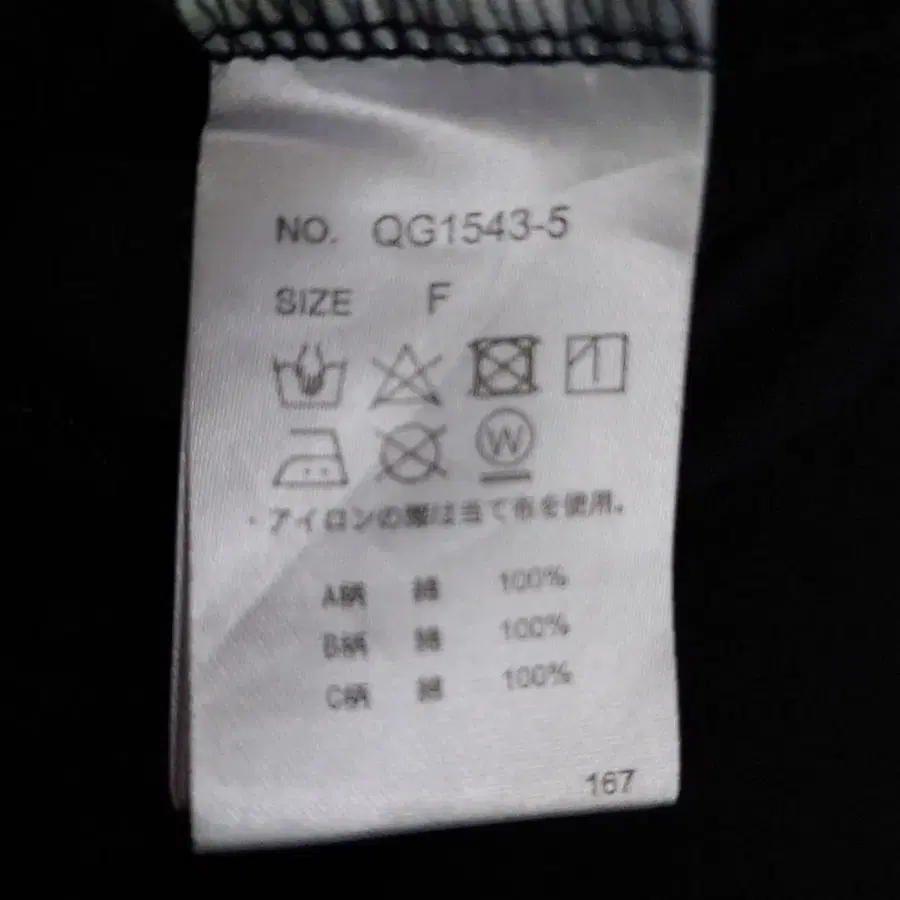 NO. QG1543-5
SIZE F
W
・アイロンの際は当て布を使用。
A柄 綿 100%
B柄 綿 100%
C柄 綿 100%
167